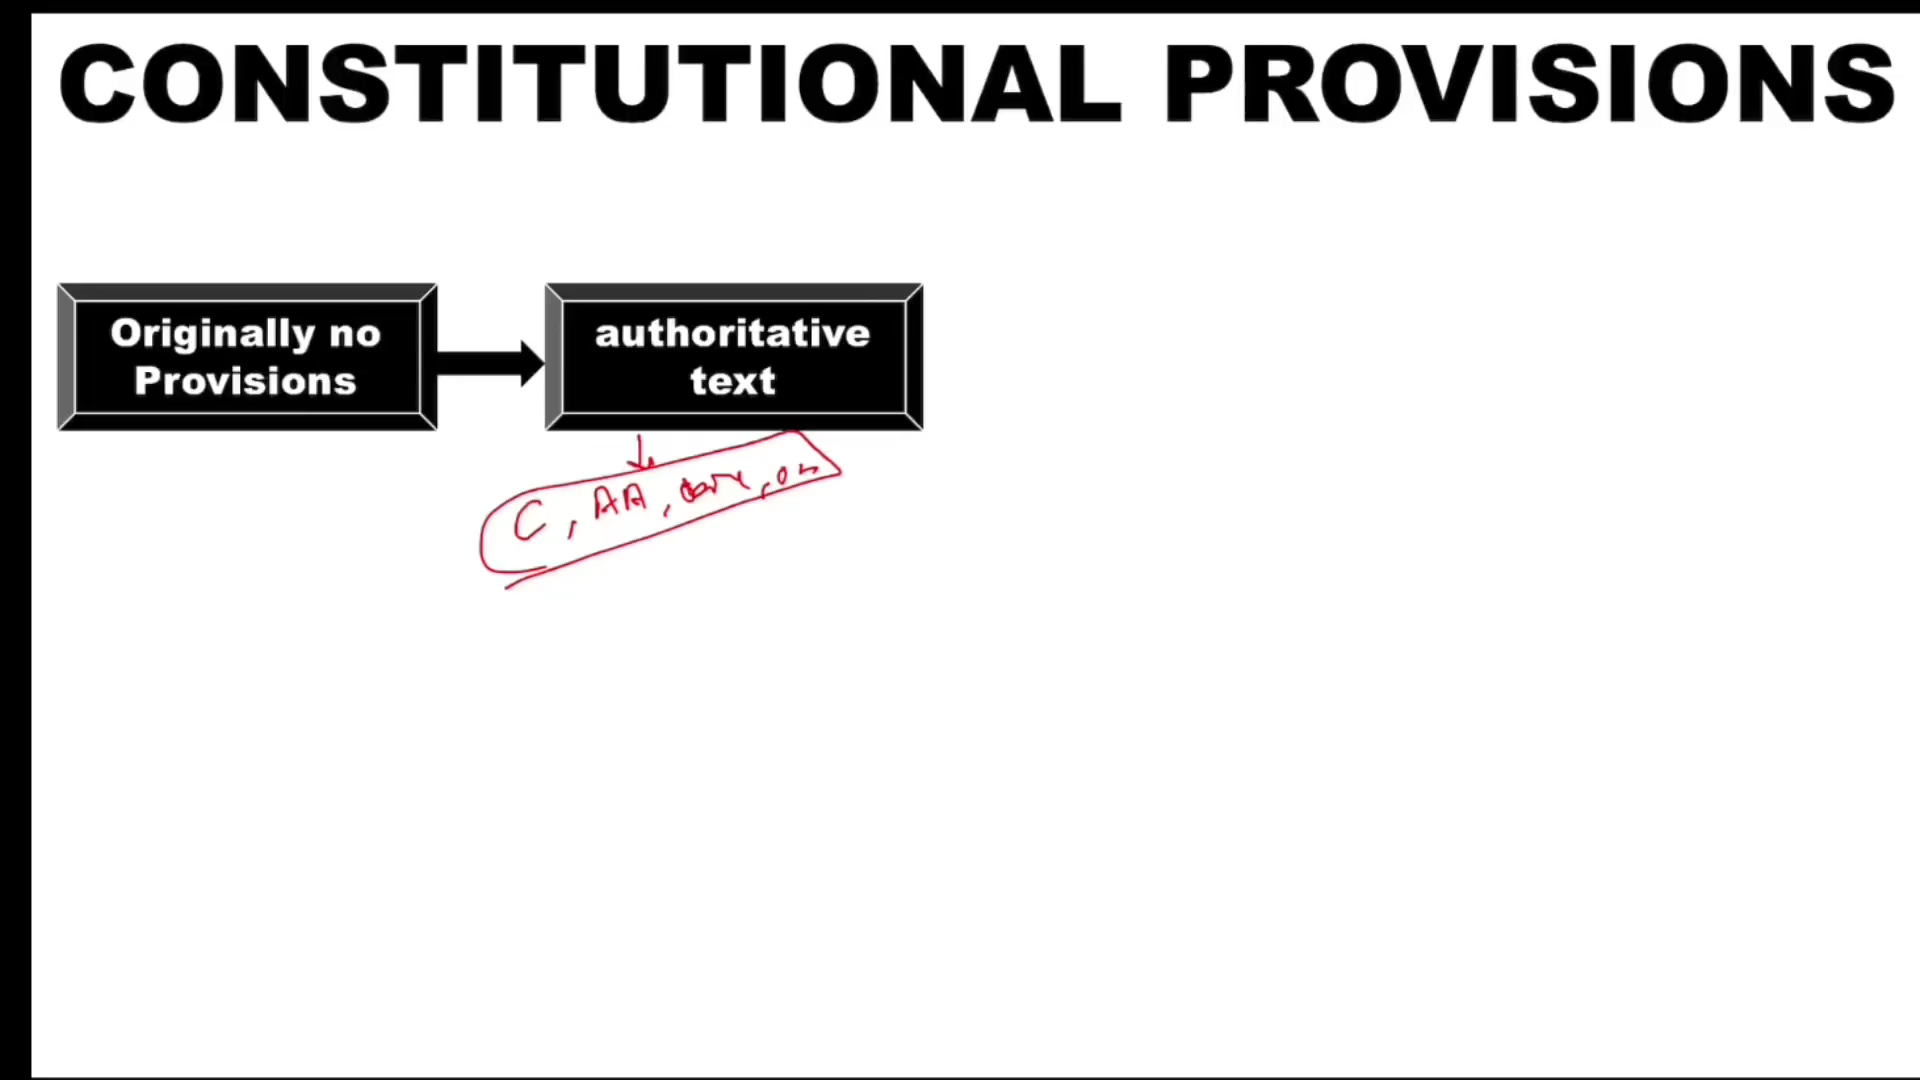 CONSTITUTIONAL PROVISIONS
Originally no
Provisions
authoritative
text
C, AA,